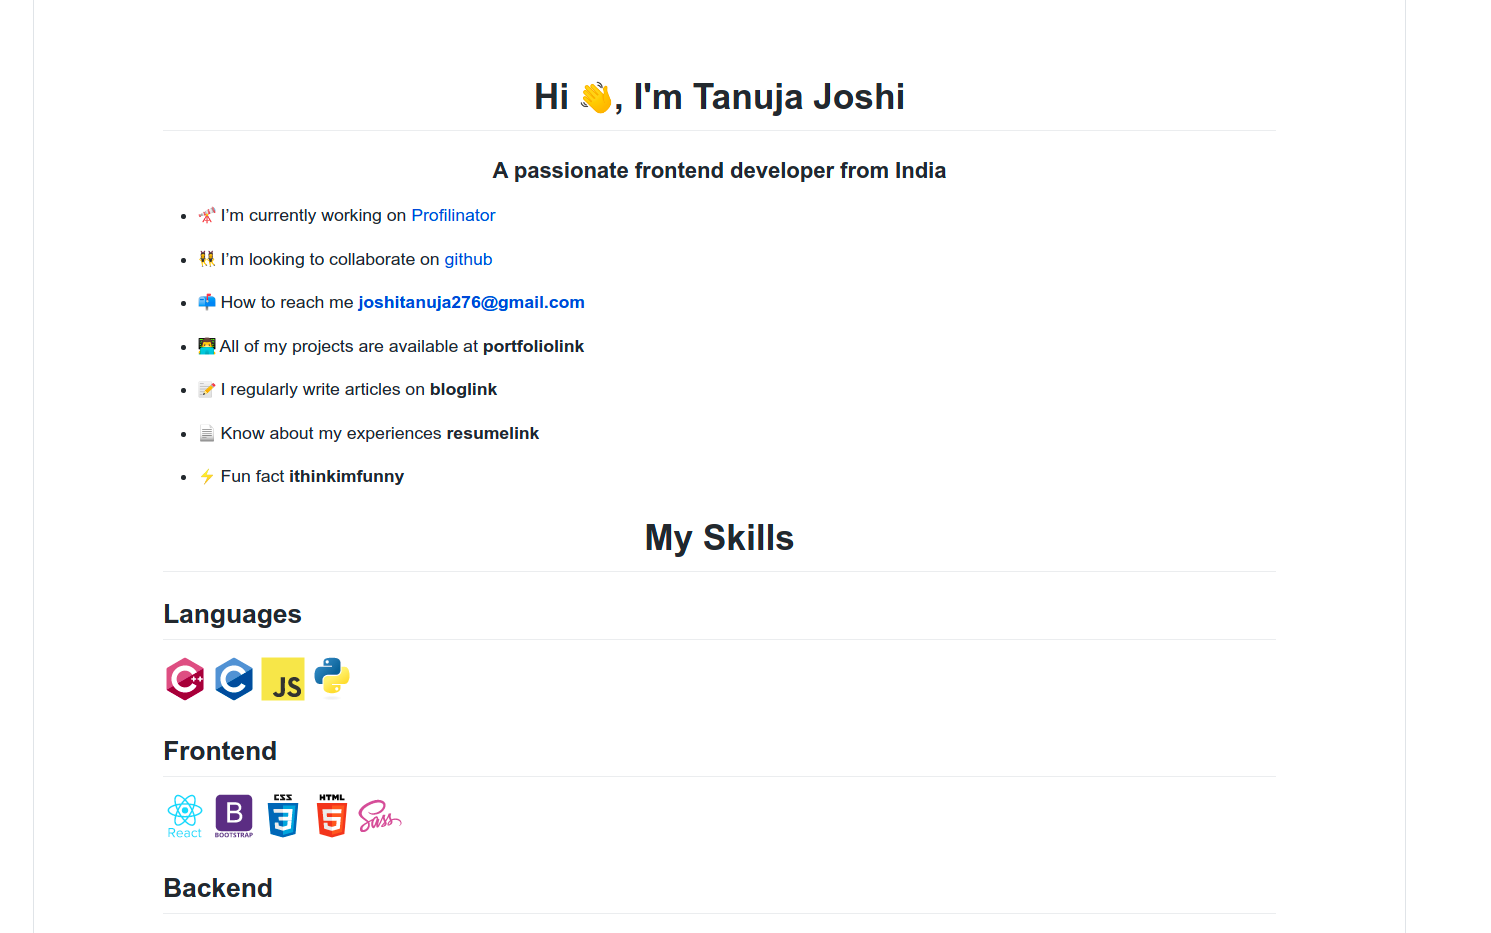 Hi 👋, I'm Tanuja Joshi
A passionate frontend developer from India
🔭 I’m currently working on Profilinator
👯 I’m looking to collaborate on github
📫 How to reach me joshitanuja276@gmail.com
👨‍💻 All of my projects are available at portfoliolink
📝 I regularly write articles on bloglink
📄 Know about my experiences resumelink
⚡ Fun fact ithinkimfunny
My Skills
Languages
C++ C JS
Frontend
React B BOOTSTRAP CSS 3 HTML 5 Sass
Backend